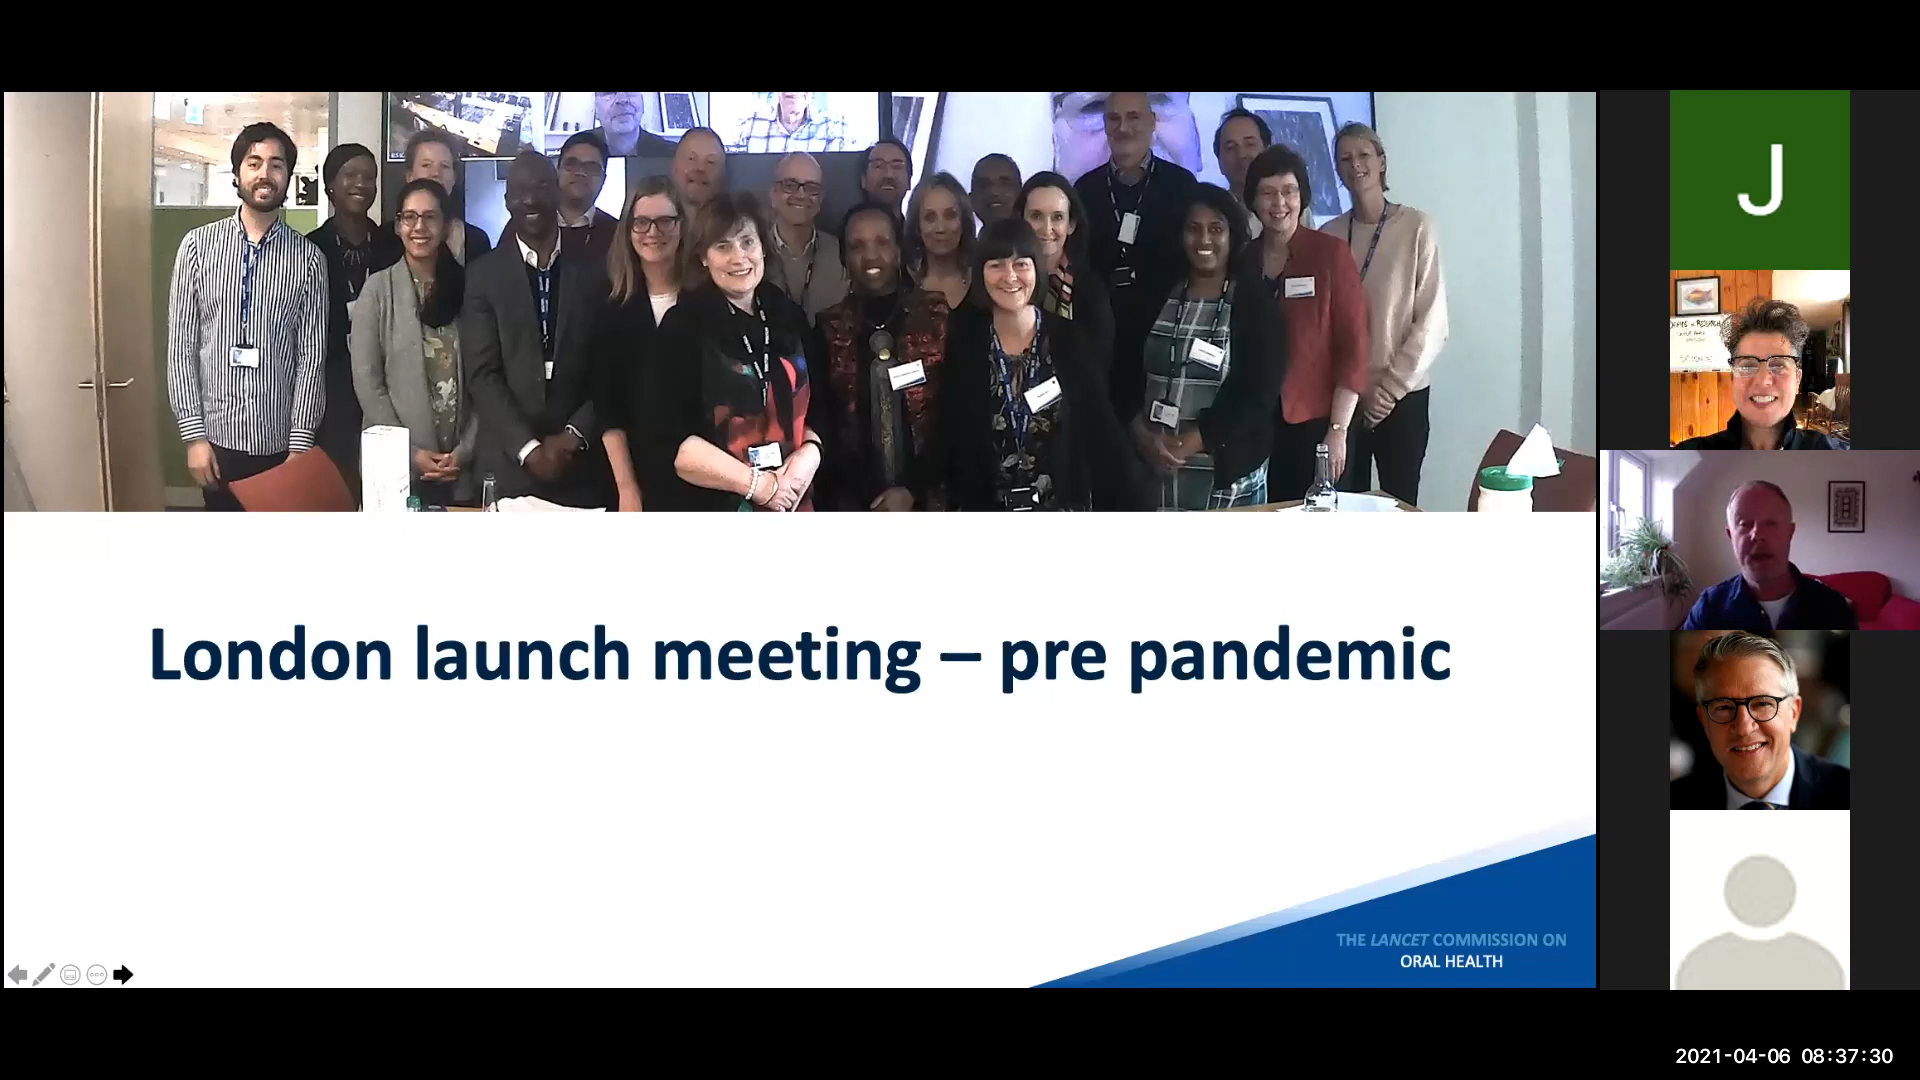 London launch meeting – pre pandemic
THE LANCET COMMISSION ON
ORAL HEALTH
J
2021-04-06 08:37:30